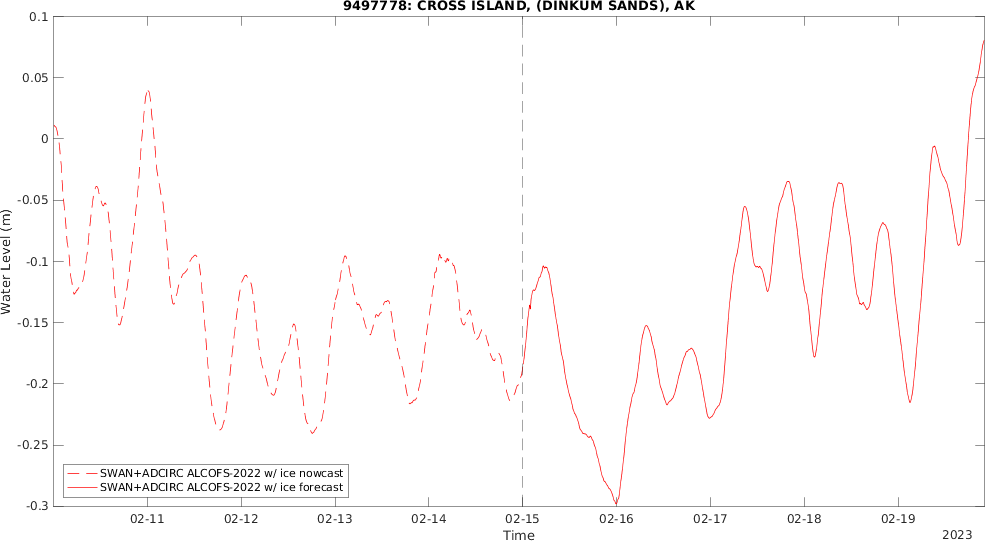 9497778: CROSS ISLAND, (DINKUM SANDS), AK
0.1
0.05
0
-0.05
-0.1
-0.15
-0.2
-0.25
-0.3
Water Level (m)
SWAN+ADCIRC ALCOFS-2022 w/ ice nowcast
SWAN+ADCIRC ALCOFS-2022 w/ ice forecast
02-11 02-12 02-13 02-14 02-15 02-16 02-17 02-18 02-19
Time
2023